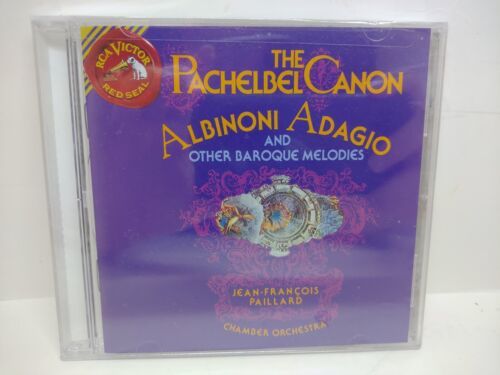 RCA VICTOR
RED SEAL
THE
PACHELBEL CANON
ALBINONI ADAGIO
AND
OTHER BAROQUE MELODIES
JEAN-FRANÇOIS
PAILLARD
CHAMBER ORCHESTRA